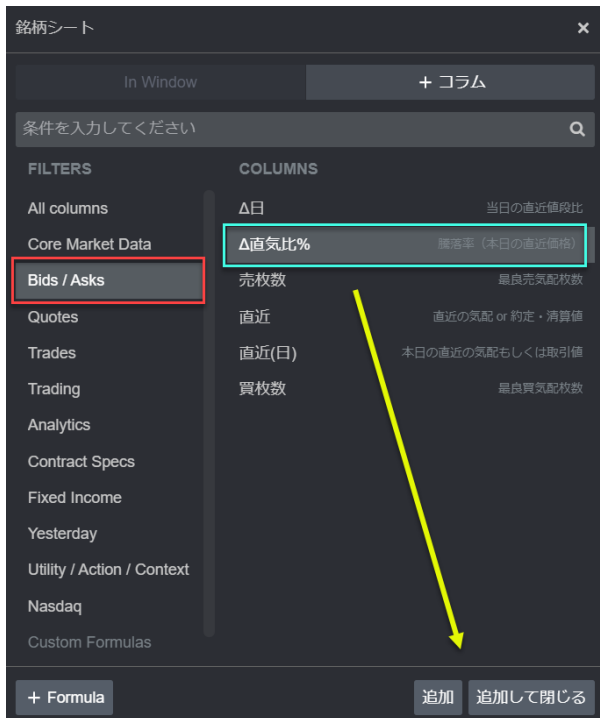 銘柄シート ×
In Window + コラム
条件を入力してください
FILTERS COLUMNS
All columns Δ日 当日の直近値段比
Core Market Data Δ直気比% 騰落率（本日の直近価格）
Bids / Asks 売枚数 最良売気配枚数
Quotes 直近 直近の気配 or 約定・清算値
Trades 直近(日) 本日の直近の気配もしくは取引値
Trading 買枚数 最良買気配枚数
Analytics
Contract Specs
Fixed Income
Yesterday
Utility / Action / Context
Nasdaq
Custom Formulas
+ Formula 追加 追加して閉じる